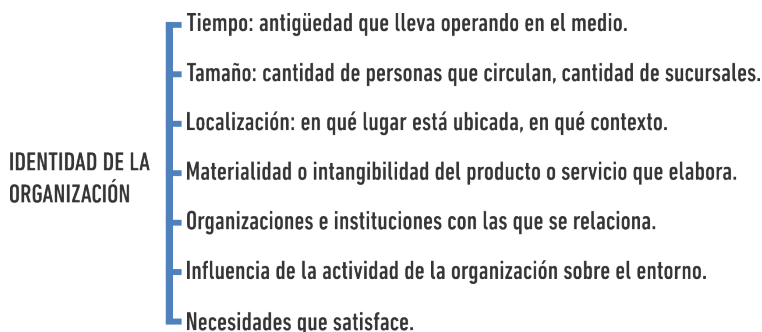 Tiempo: antigüedad que lleva operando en el medio.
Tamaño: cantidad de personas que circulan, cantidad de sucursales.
Localización: en qué lugar está ubicada, en qué contexto.
IDENTIDAD DE LA
ORGANIZACIÓN
Materialidad o intangibilidad del producto o servicio que elabora.
Organizaciones e instituciones con las que se relaciona.
Influencia de la actividad de la organización sobre el entorno.
Necesidades que satisface.